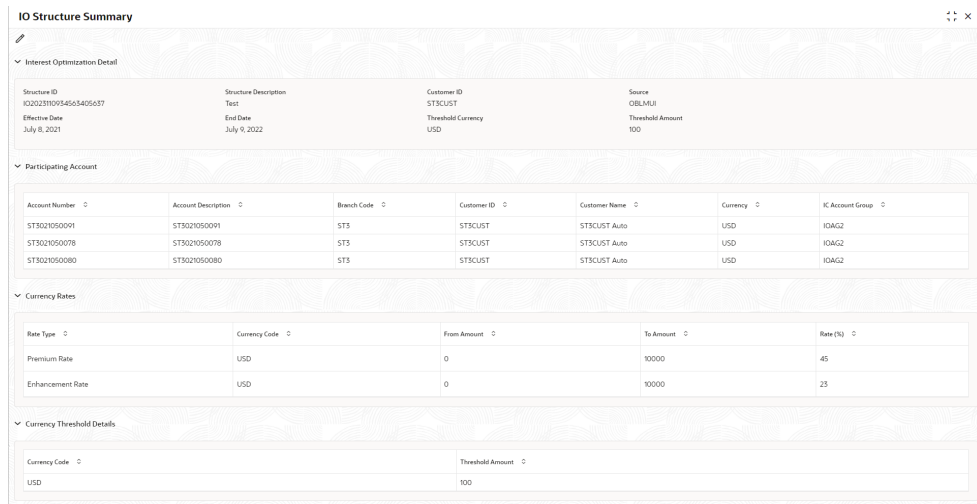 IO Structure Summary
Interest Optimization Detail
Structure ID Structure Description Customer ID Source
IO2023110934563405637 Test ST3CUST OBLMUI
Effective Date End Date Threshold Currency Threshold Amount
July 8, 2021 July 9, 2022 USD 100
Participating Account
Account Number Account Description Branch Code Customer ID Customer Name Currency IC Account Group
ST3021050091 ST3021050091 ST3 ST3CUST ST3CUST Auto USD IOAG2
ST3021050078 ST3021050078 ST3 ST3CUST ST3CUST Auto USD IOAG2
ST3021050080 ST3021050080 ST3 ST3CUST ST3CUST Auto USD IOAG2
Currency Rates
Rate Type Currency Code From Amount To Amount Rate (%)
Premium Rate USD 0 10000 45
Enhancement Rate USD 0 10000 23
Currency Threshold Details
Currency Code Threshold Amount
USD 100